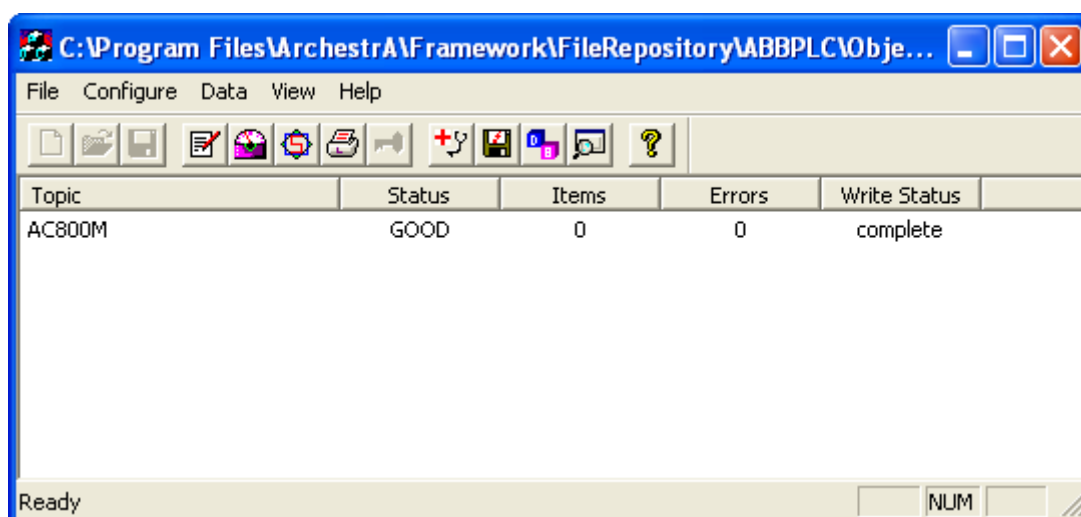 C:\Program Files\ArchestrA\Framework\FileRepository\ABBPLC\Obje...
File Configure Data View Help
Topic Status Items Errors Write Status
AC800M GOOD 0 0 complete
Ready NUM